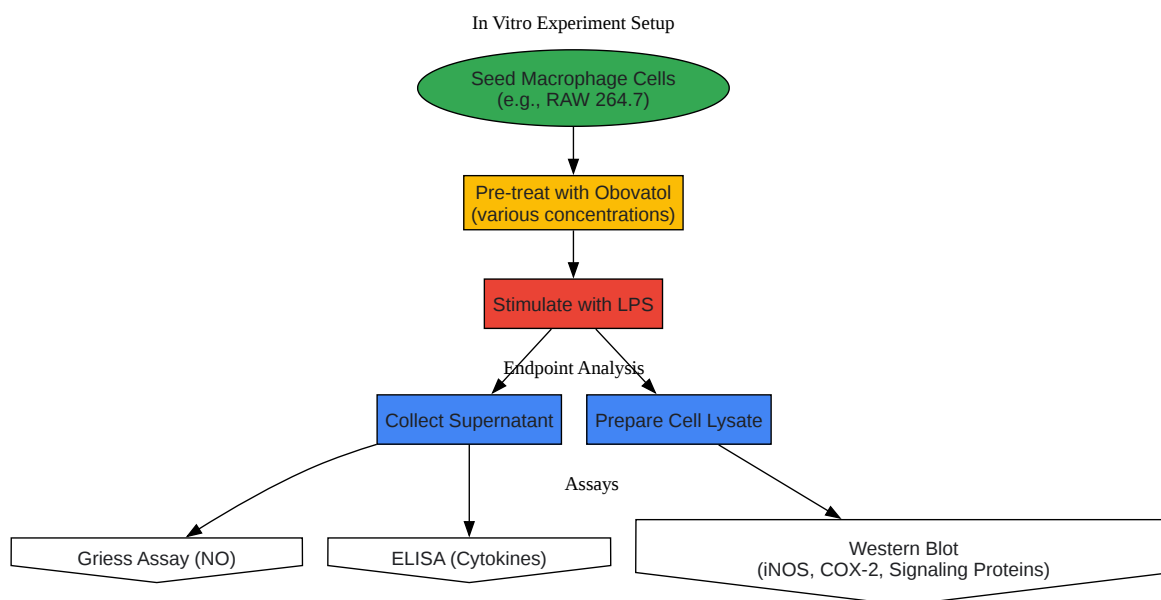 In Vitro Experiment Setup
Seed Macrophage Cells
(e.g., RAW 264.7)
Pre-treat with Obovatol
(various concentrations)
Stimulate with LPS
Endpoint Analysis
Collect Supernatant
Prepare Cell Lysate
Assays
Griess Assay (NO)
ELISA (Cytokines)
Western Blot
(iNOS, COX-2, Signaling Proteins)